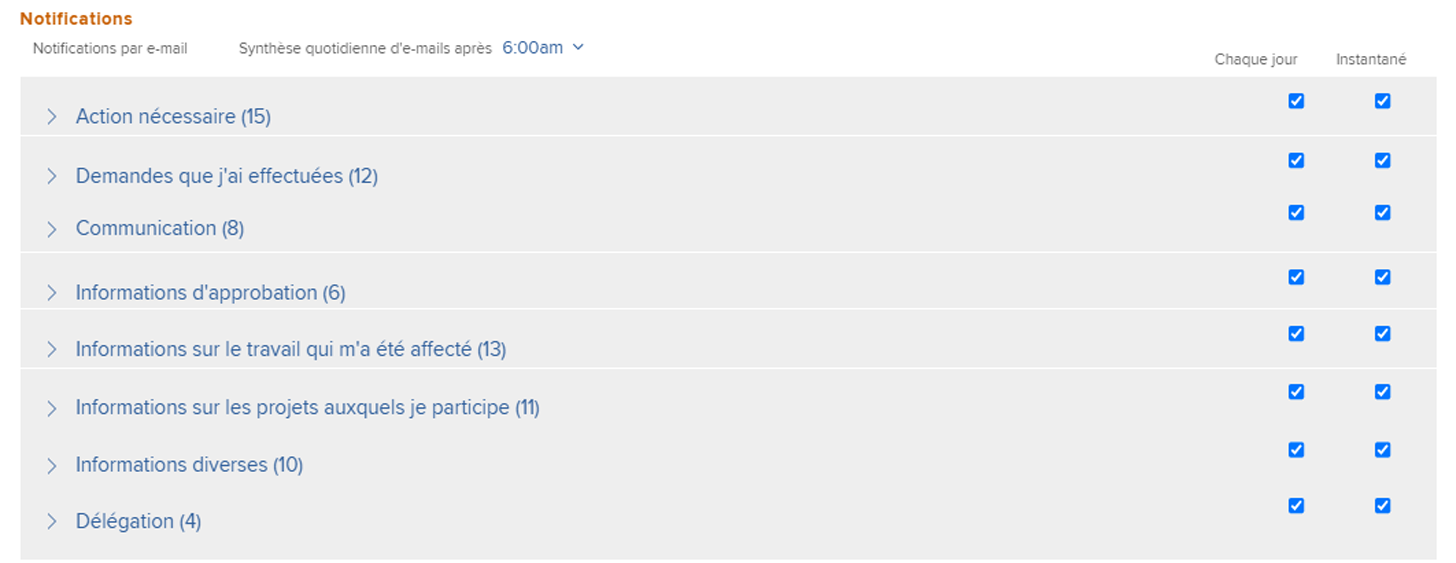 Notifications
Notifications par e-mail Synthèse quotidienne d'e-mails après 6:00am
Chaque jour Instantané
Action nécessaire (15)
Demandes que j'ai effectuées (12)
Communication (8)
Informations d'approbation (6)
Informations sur le travail qui m'a été affecté (13)
Informations sur les projets auxquels je participe (11)
Informations diverses (10)
Délégation (4)